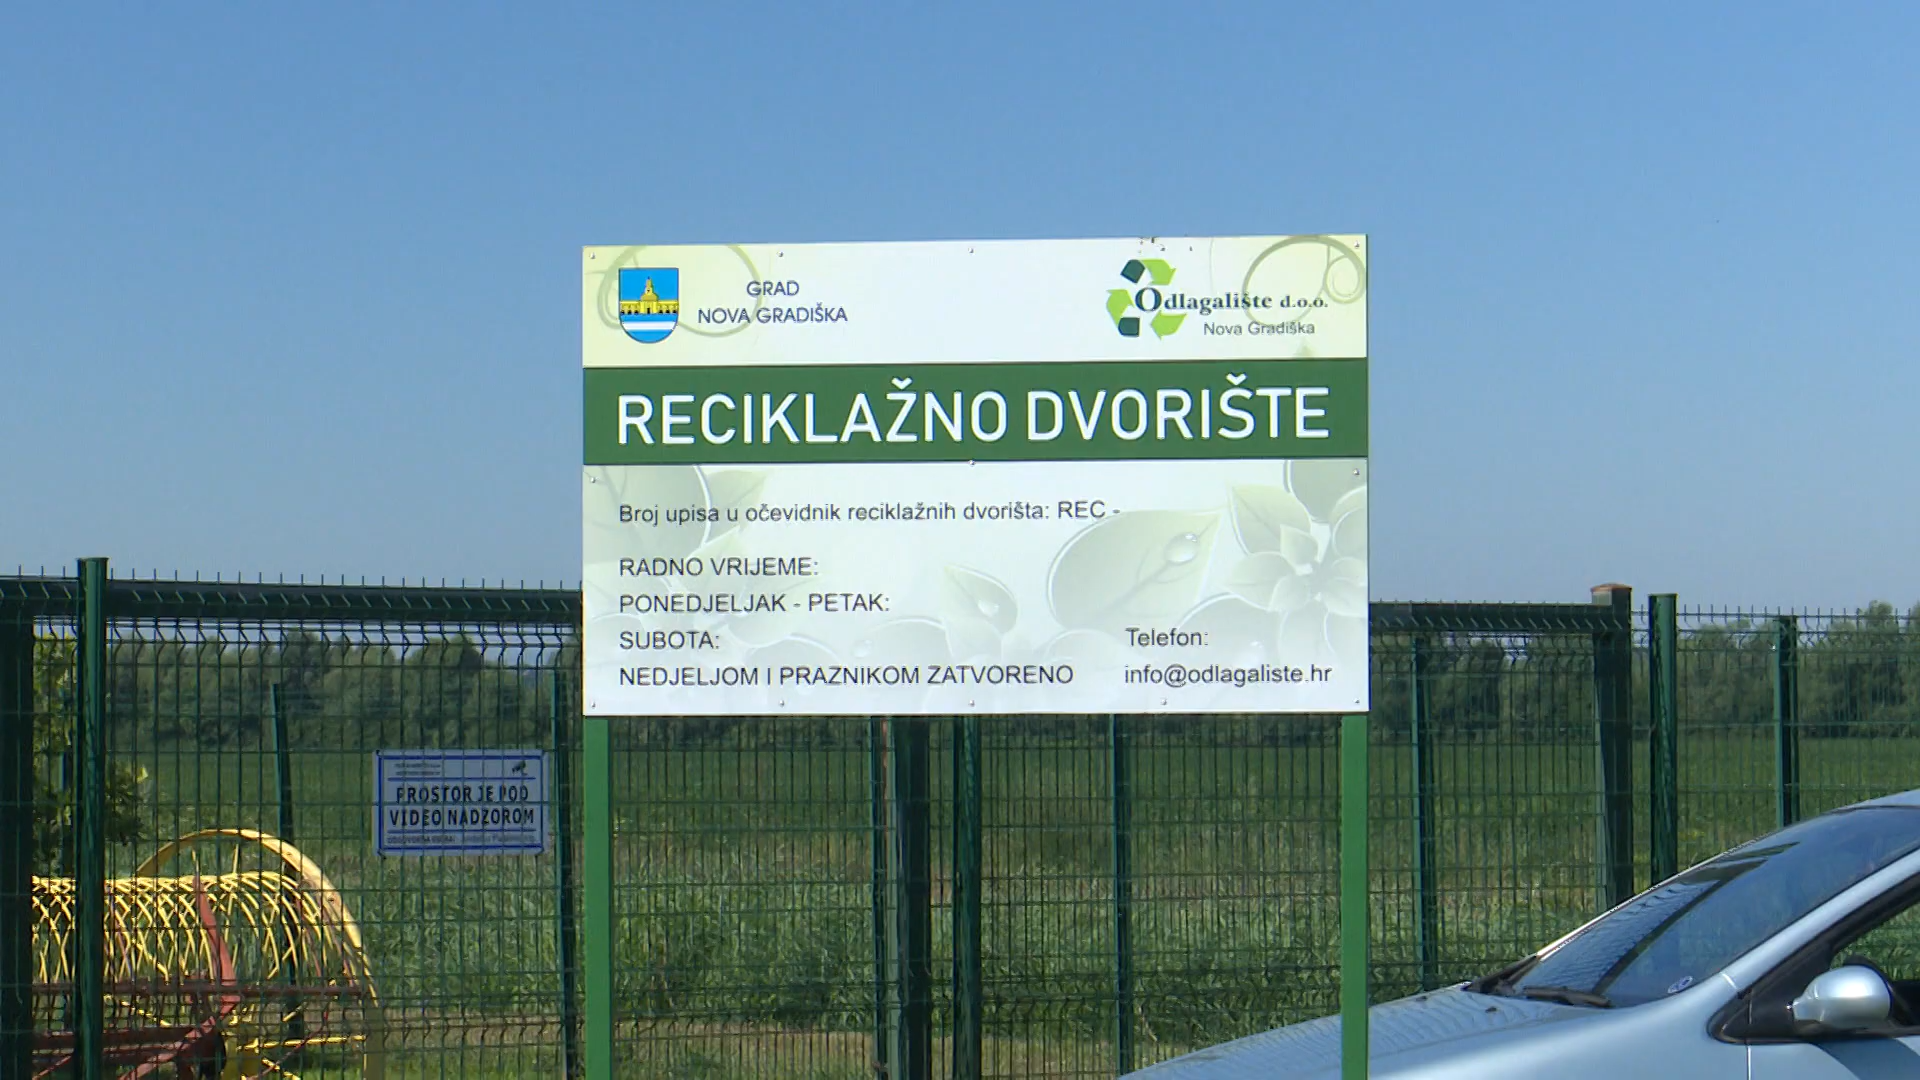 GRAD
NOVA GRADIŠKA
Odlagalište d.o.o.
Nova Gradiška
RECIKLAŽNO DVORIŠTE
Broj upisa u očevidnik reciklažnih dvorišta: REC -
RADNO VRIJEME:
PONEDJELJAK - PETAK:
SUBOTA:
NEDJELJOM I PRAZNIKOM ZATVORENO
Telefon:
info@odlagaliste.hr
PROSTOR JE POD
VIDEO NADZOROM